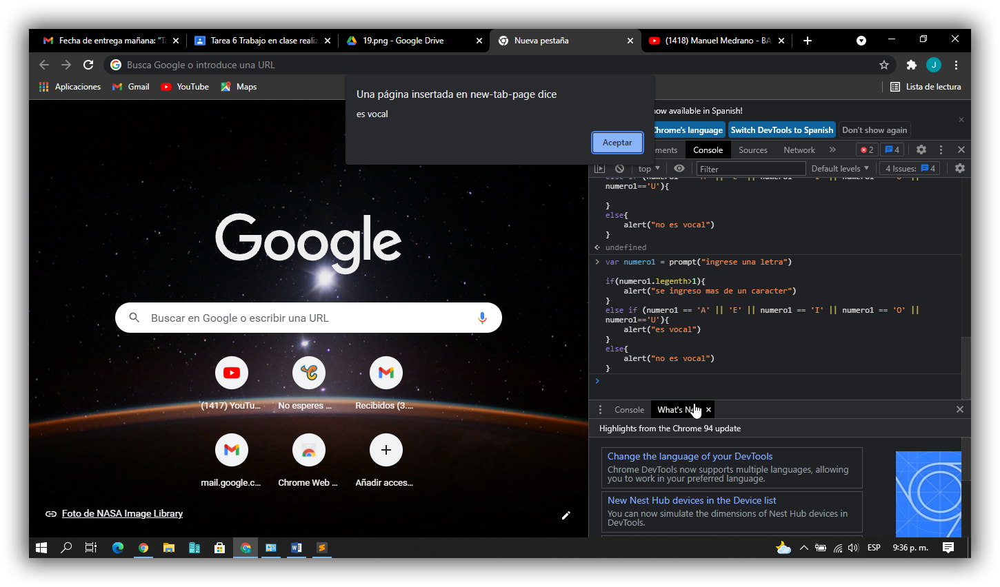 Fecha de entrega mañana: "Ta
Tarea 6 Trabajo en clase realiz
19.png - Google Drive
Nueva pestaña
(1418) Manuel Medrano - BA
Busca Google o introduce una URL
J
Aplicaciones
Gmail
YouTube
Maps
Lista de lectura
Una página insertada en new-tab-page dice
es vocal
Aceptar
now available in Spanish!
Chrome's language
Switch DevTools to Spanish
Don't show again
ments
Console
Sources
Network
2
4
top
Filter
Default levels
4 Issues:
4
numero1=='U'){
}
else{
alert("no es vocal")
}
undefined
var numero1 = prompt("ingrese una letra")
if(numero1.legenth>1){
alert("se ingreso mas de un caracter")
}
else if (numero1 == 'A' || 'E' || numero1 == 'I' || numero1 == 'O' ||
numero1=='U'){
alert("es vocal")
}
else{
alert("no es vocal")
}
Google
Buscar en Google o escribir una URL
(1417) YouTu...
No esperes ...
Recibidos (3....
mail.google.c...
Chrome Web ...
Añadir acces...
Foto de NASA Image Library
Console
What's Ne
Highlights from the Chrome 94 update
Change the language of your DevTools
Chrome DevTools now supports multiple languages, allowing
you to work in your preferred language.
New Nest Hub devices in the Device list
You can now simulate the dimensions of Nest Hub devices in
DevTools.
ESP
9:36 p. m.